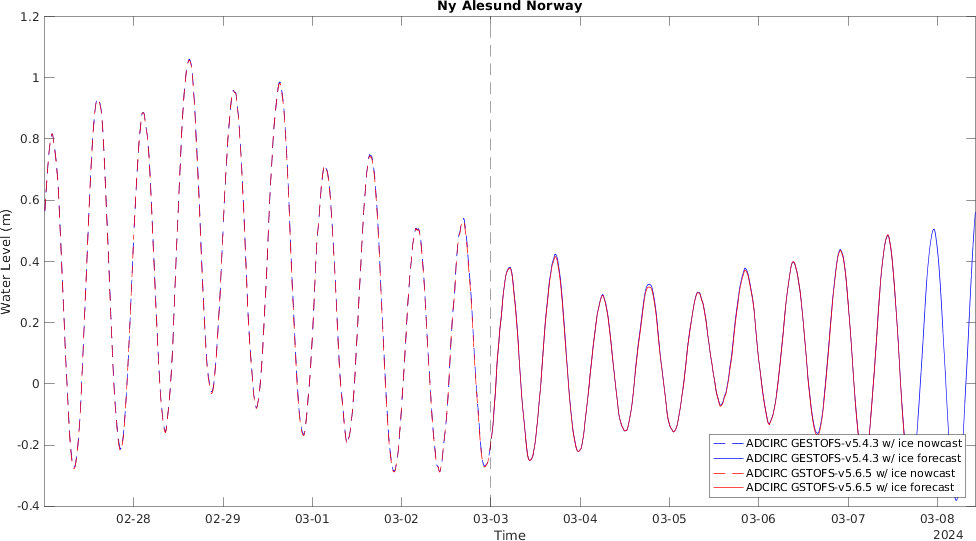 Ny Alesund Norway
1.2
1
0.8
0.6
0.4
0.2
0
-0.2
-0.4
Water Level (m)
02-28 02-29 03-01 03-02 03-03 03-04 03-05 03-06 03-07 03-08
Time
2024
ADCIRC GESTOFS-v5.4.3 w/ ice nowcast
ADCIRC GESTOFS-v5.4.3 w/ ice forecast
ADCIRC GSTOFS-v5.6.5 w/ ice nowcast
ADCIRC GSTOFS-v5.6.5 w/ ice forecast